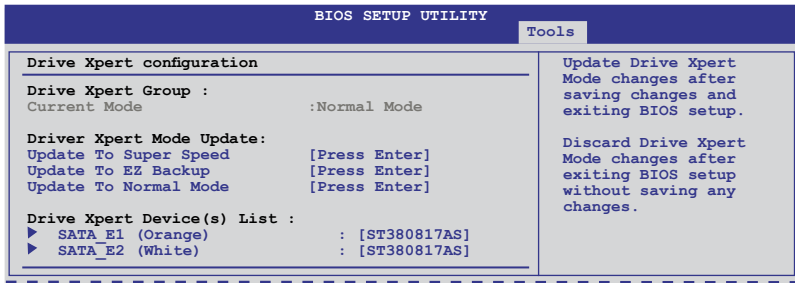 BIOS SETUP UTILITY
Tools
Drive Xpert configuration
Drive Xpert Group :
Current Mode :Normal Mode
Driver Xpert Mode Update:
Update To Super Speed [Press Enter]
Update To EZ Backup [Press Enter]
Update To Normal Mode [Press Enter]
Drive Xpert Device(s) List :
SATA_E1 (Orange) : [ST380817AS]
SATA_E2 (White) : [ST380817AS]
Update Drive Xpert
Mode changes after
saving changes and
exiting BIOS setup.
Discard Drive Xpert
Mode changes after
exiting BIOS setup
without saving any
changes.